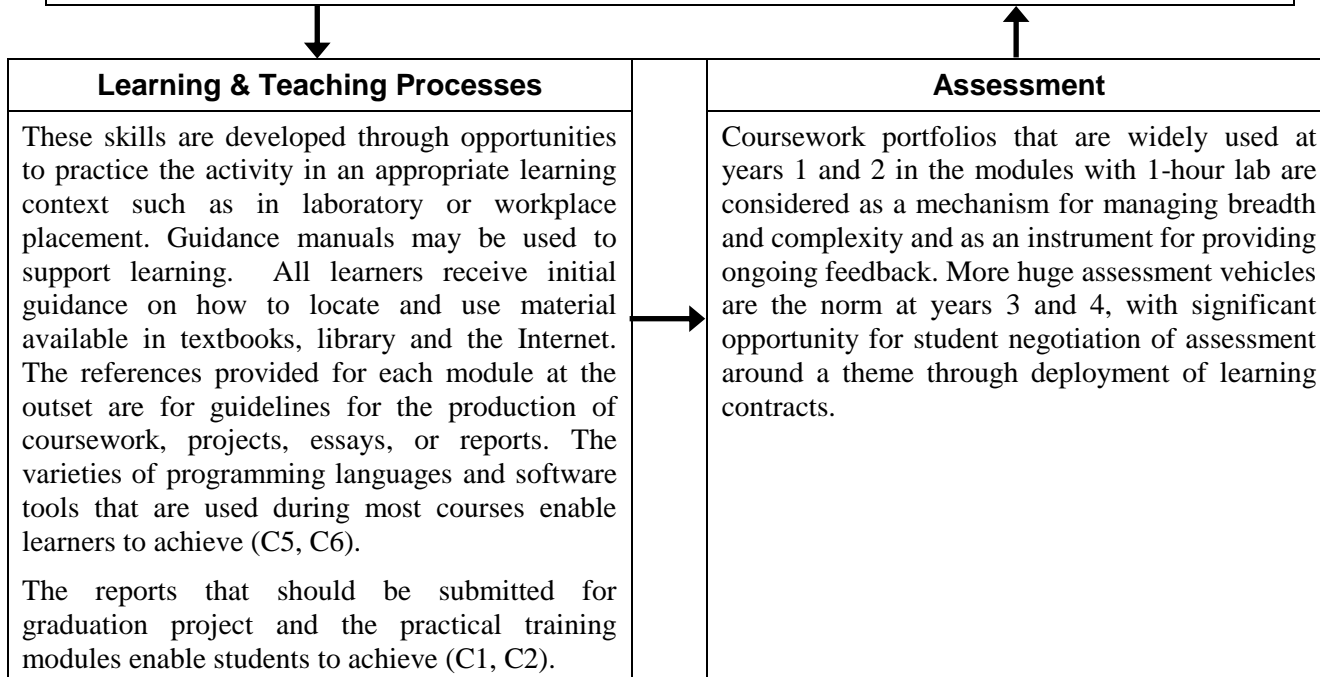 Learning & Teaching Processes
These skills are developed through opportunities
to practice the activity in an appropriate learning
context such as in laboratory or workplace
placement. Guidance manuals may be used to
support learning. All learners receive initial
guidance on how to locate and use material
available in textbooks, library and the Internet.
The references provided for each module at the
outset are for guidelines for the production of
coursework, projects, essays, or reports. The
varieties of programming languages and software
tools that are used during most courses enable
learners to achieve (C5, C6).
The reports that should be submitted for
graduation project and the practical training
modules enable students to achieve (C1, C2).
Assessment
Coursework portfolios that are widely used at
years 1 and 2 in the modules with 1-hour lab are
considered as a mechanism for managing breadth
and complexity and as an instrument for providing
ongoing feedback. More huge assessment vehicles
are the norm at years 3 and 4, with significant
opportunity for student negotiation of assessment
around a theme through deployment of learning
contracts.